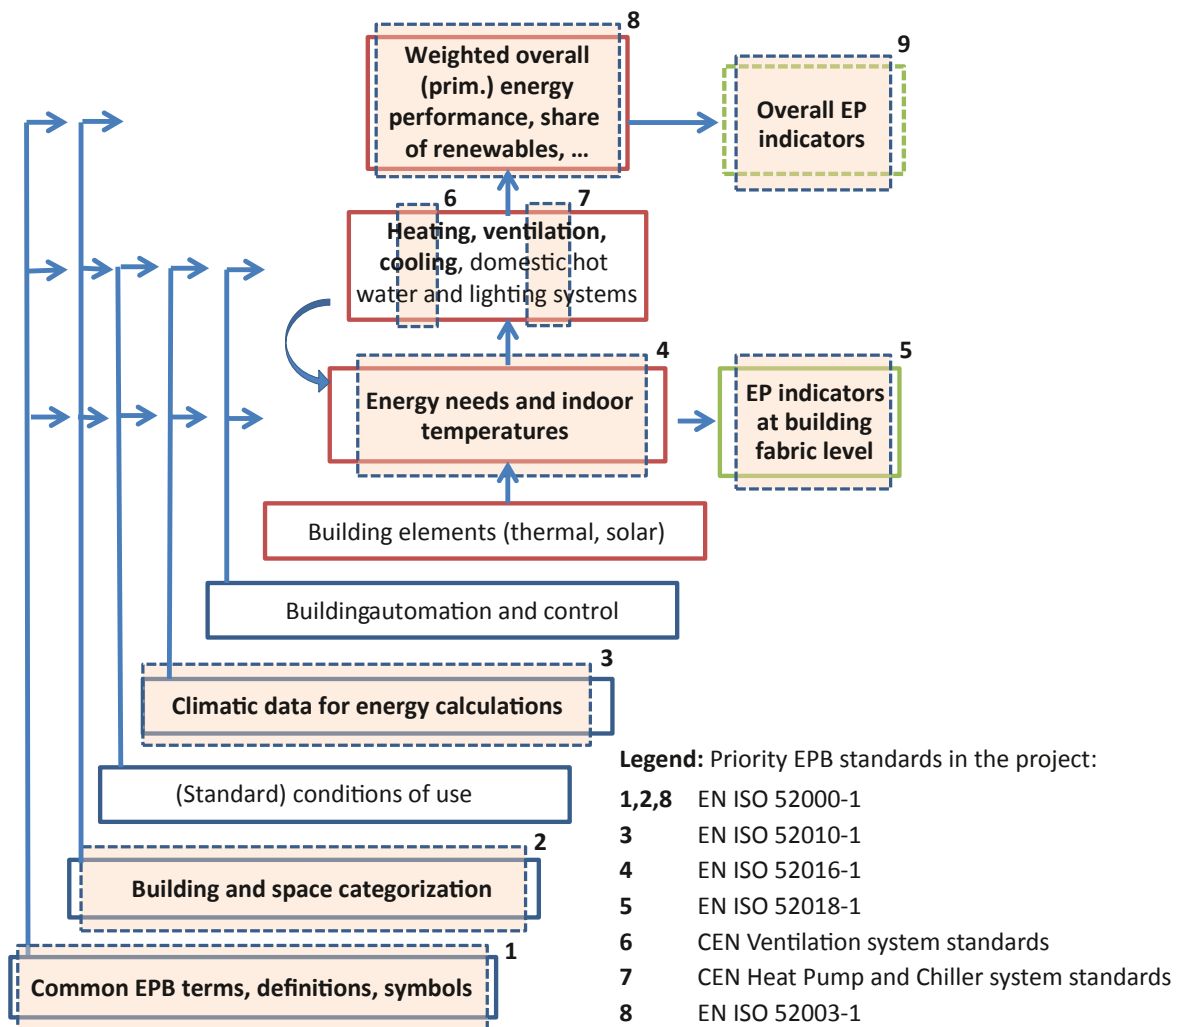 8
Weighted overall
(prim.) energy
performance, share
of renewables, …
9
Overall EP
indicators
6
7
Heating, ventilation,
cooling, domestic hot
water and lighting systems
4
Energy needs and indoor
temperatures
5
EP indicators
at building
fabric level
Building elements (thermal, solar)
Buildingautomation and control
3
Climatic data for energy calculations
(Standard) conditions of use
2
Building and space categorization
1
Common EPB terms, definitions, symbols
Legend: Priority EPB standards in the project:
1,2,8 EN ISO 52000-1
3 EN ISO 52010-1
4 EN ISO 52016-1
5 EN ISO 52018-1
6 CEN Ventilation system standards
7 CEN Heat Pump and Chiller system standards
8 EN ISO 52003-1